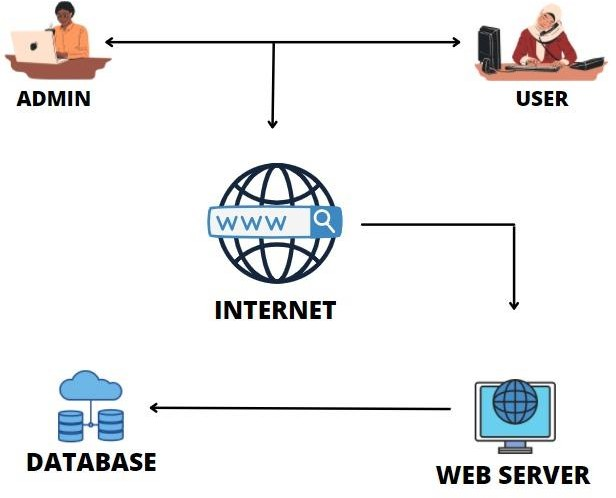 ADMIN
USER
WWW
INTERNET
DATABASE
WEB SERVER